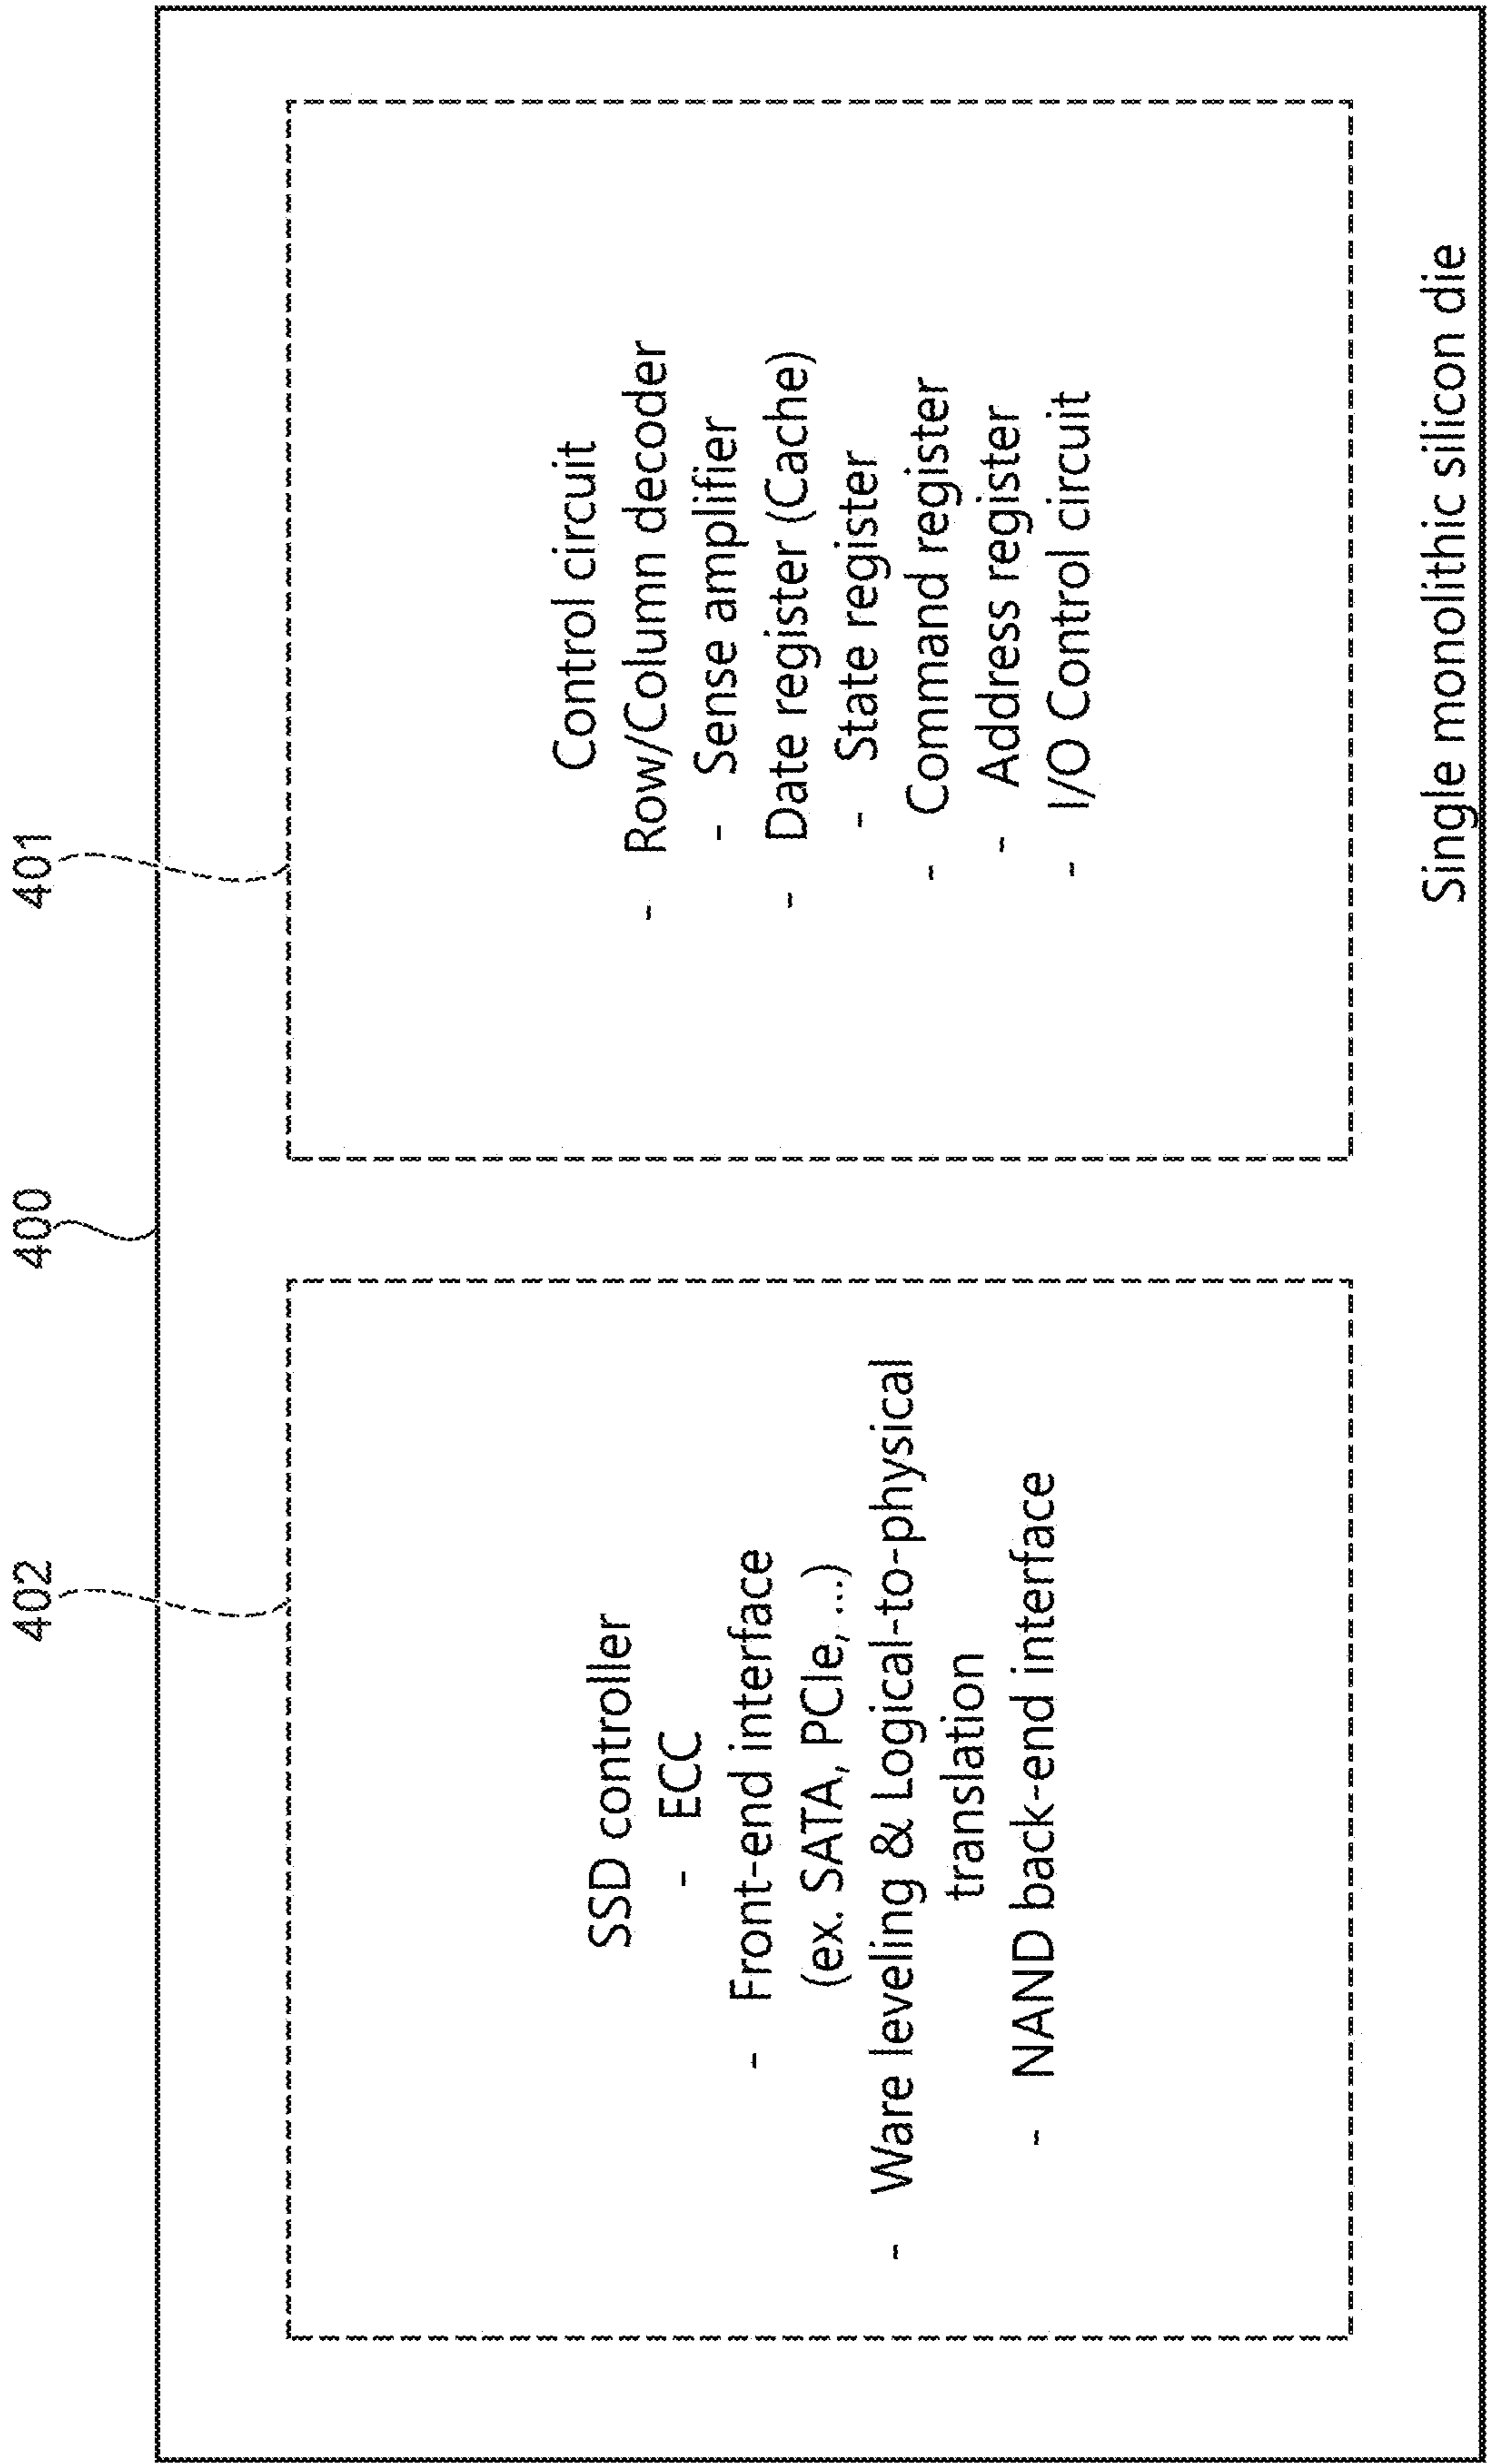 402
400
401
SSD controller
- ECC
- Front-end interface
(ex. SATA, PCIe, ...)
- Ware leveling & Logical-to-physical
translation
- NAND back-end interface
Control circuit
- Row/Column decoder
- Sense amplifier
- Date register (Cache)
- State register
- Command register
- Address register
- I/O Control circuit
Single monolithic silicon die